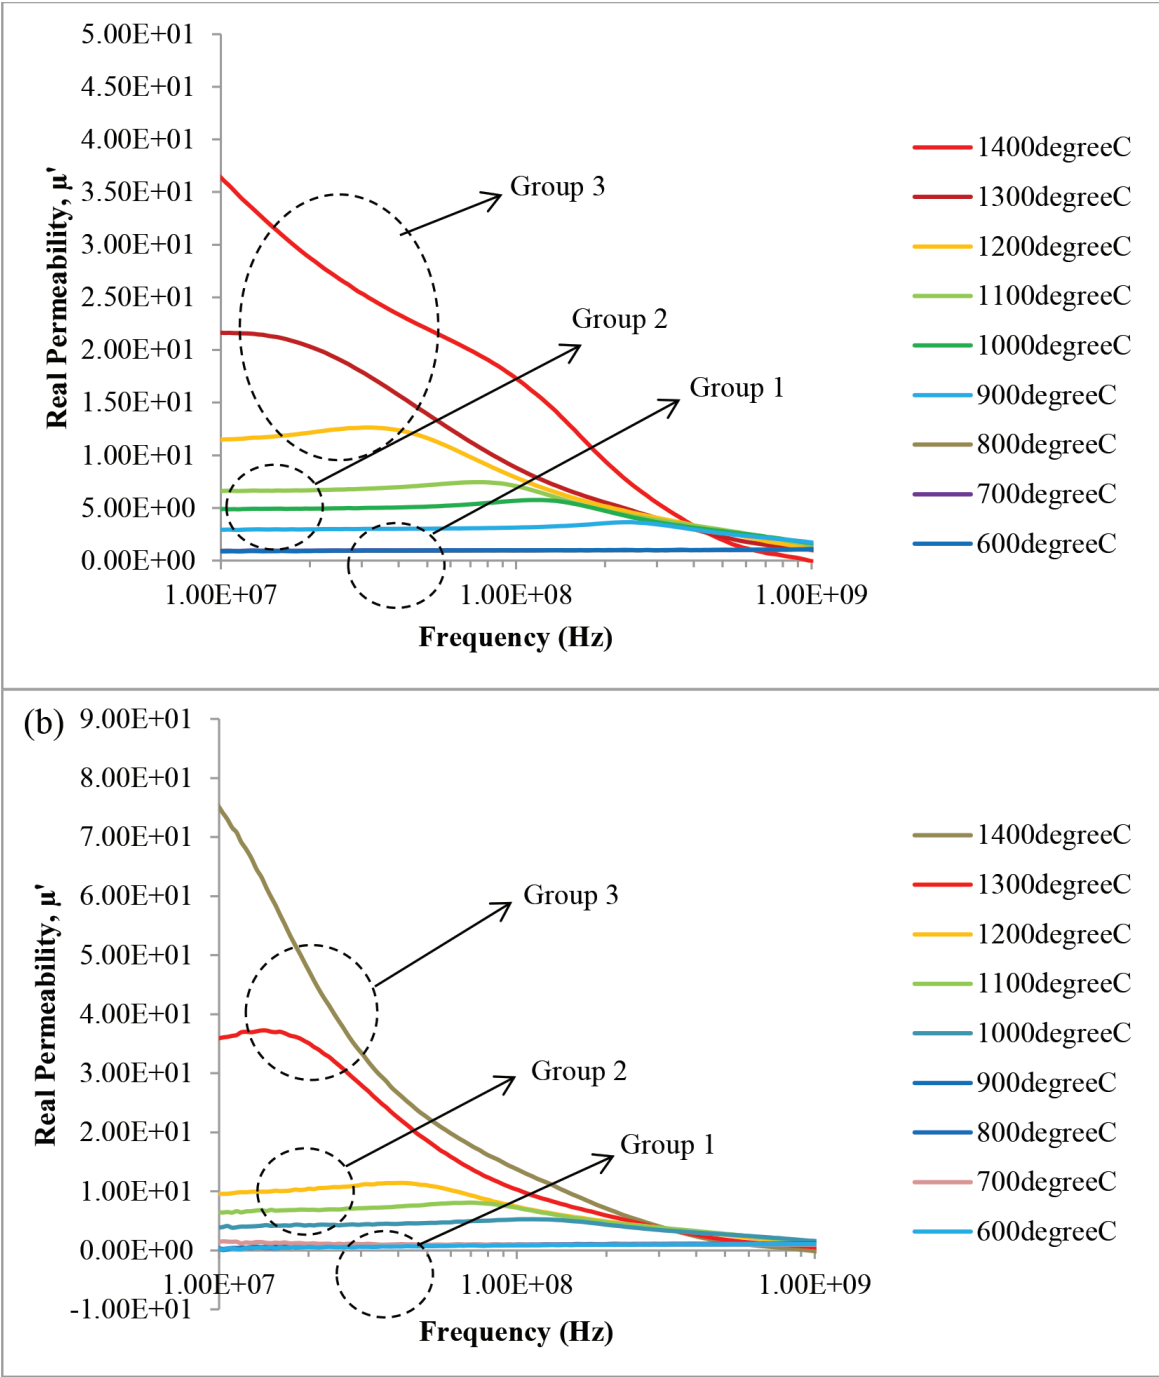 5.00E+01
4.50E+01
4.00E+01
3.50E+01
3.00E+01
2.50E+01
2.00E+01
1.50E+01
1.00E+01
5.00E+00
0.00E+00
Real Permeability, µ'
1.00E+07 1.00E+08 1.00E+09
Frequency (Hz)
Group 3
Group 2
Group 1
1400degreeC
1300degreeC
1200degreeC
1100degreeC
1000degreeC
900degreeC
800degreeC
700degreeC
600degreeC
(b)
9.00E+01
8.00E+01
7.00E+01
6.00E+01
5.00E+01
4.00E+01
3.00E+01
2.00E+01
1.00E+01
0.00E+00
-1.00E+01
Real Permeability, µ'
1.00E+07 1.00E+08 1.00E+09
Frequency (Hz)
Group 3
Group 2
Group 1
1400degreeC
1300degreeC
1200degreeC
1100degreeC
1000degreeC
900degreeC
800degreeC
700degreeC
600degreeC